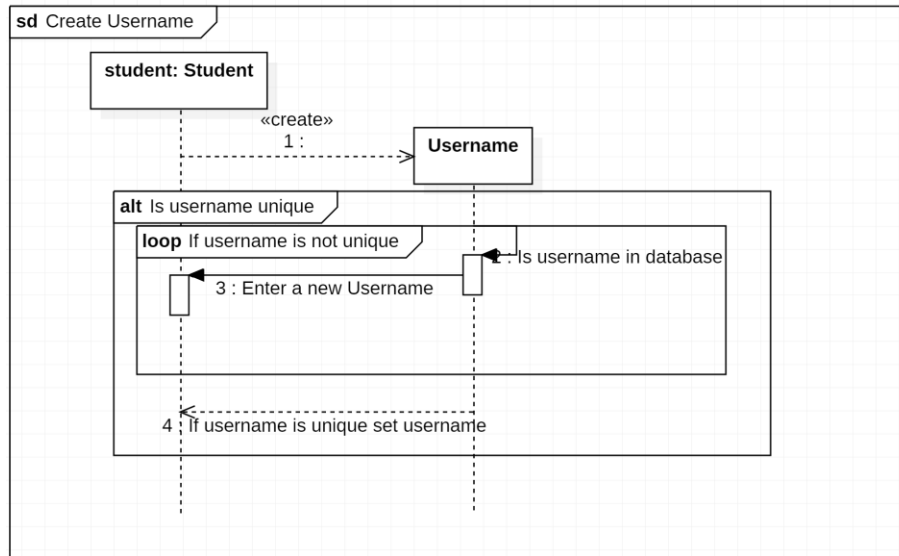 sd Create Username
student: Student
«create»
1 :
Username
alt Is username unique
loop If username is not unique
2 : Is username in database
3 : Enter a new Username
4 : If username is unique set username